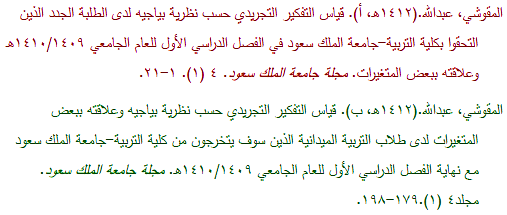 المقوشي، عبدالله.(١٤١٢هـ، أ). قياس التفكير التجريدي حسب نظرية بياجيه لدى الطلبة الجدد الذين
التحقوا بكلية التربية–جامعة الملك سعود في الفصل الدراسي الأول للعام الجامعي ١٤١٠/١٤٠٩هـ
وعلاقته ببعض المتغيرات. مجلة جامعة الملك سعود. ٤ (١). ١–٢١.
المقوشي، عبدالله.(١٤١٢هـ، ب). قياس التفكير التجريدي حسب نظرية بياجيه وعلاقته ببعض
المتغيرات لدى طلاب التربية الميدانية الذين سوف يتخرجون من كلية التربية–جامعة الملك سعود
مع نهاية الفصل الدراسي الأول للعام الجامعي ١٤١٠/١٤٠٩هـ. مجلة جامعة الملك سعود.
مجلد٤ (١).١٧٩–١٩٨.